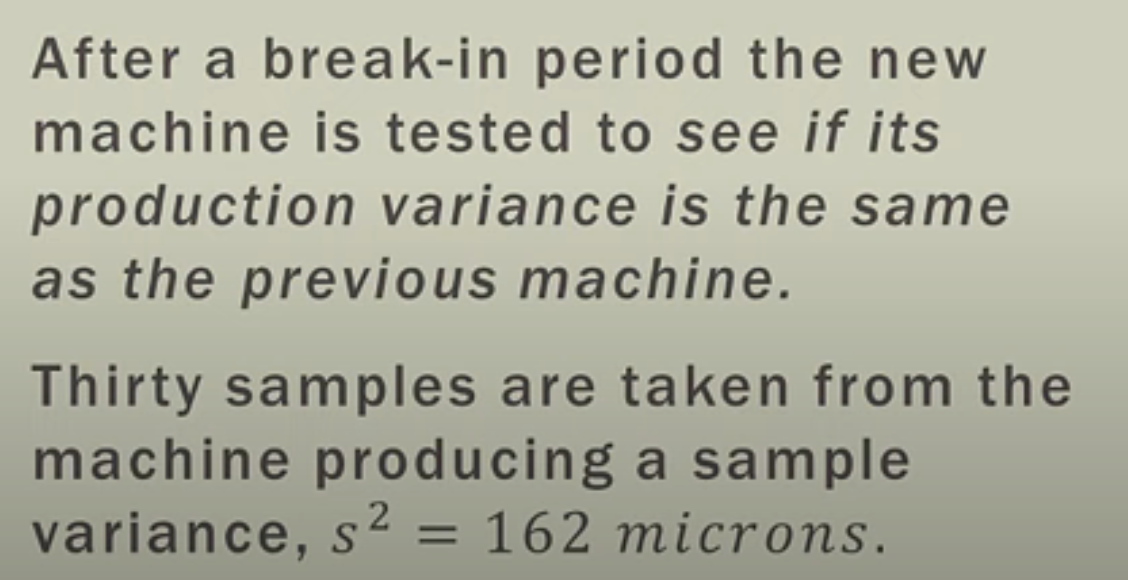 After a break-in period the new
machine is tested to see if its
production variance is the same
as the previous machine.
Thirty samples are taken from the
machine producing a sample
variance, s² = 162 microns.